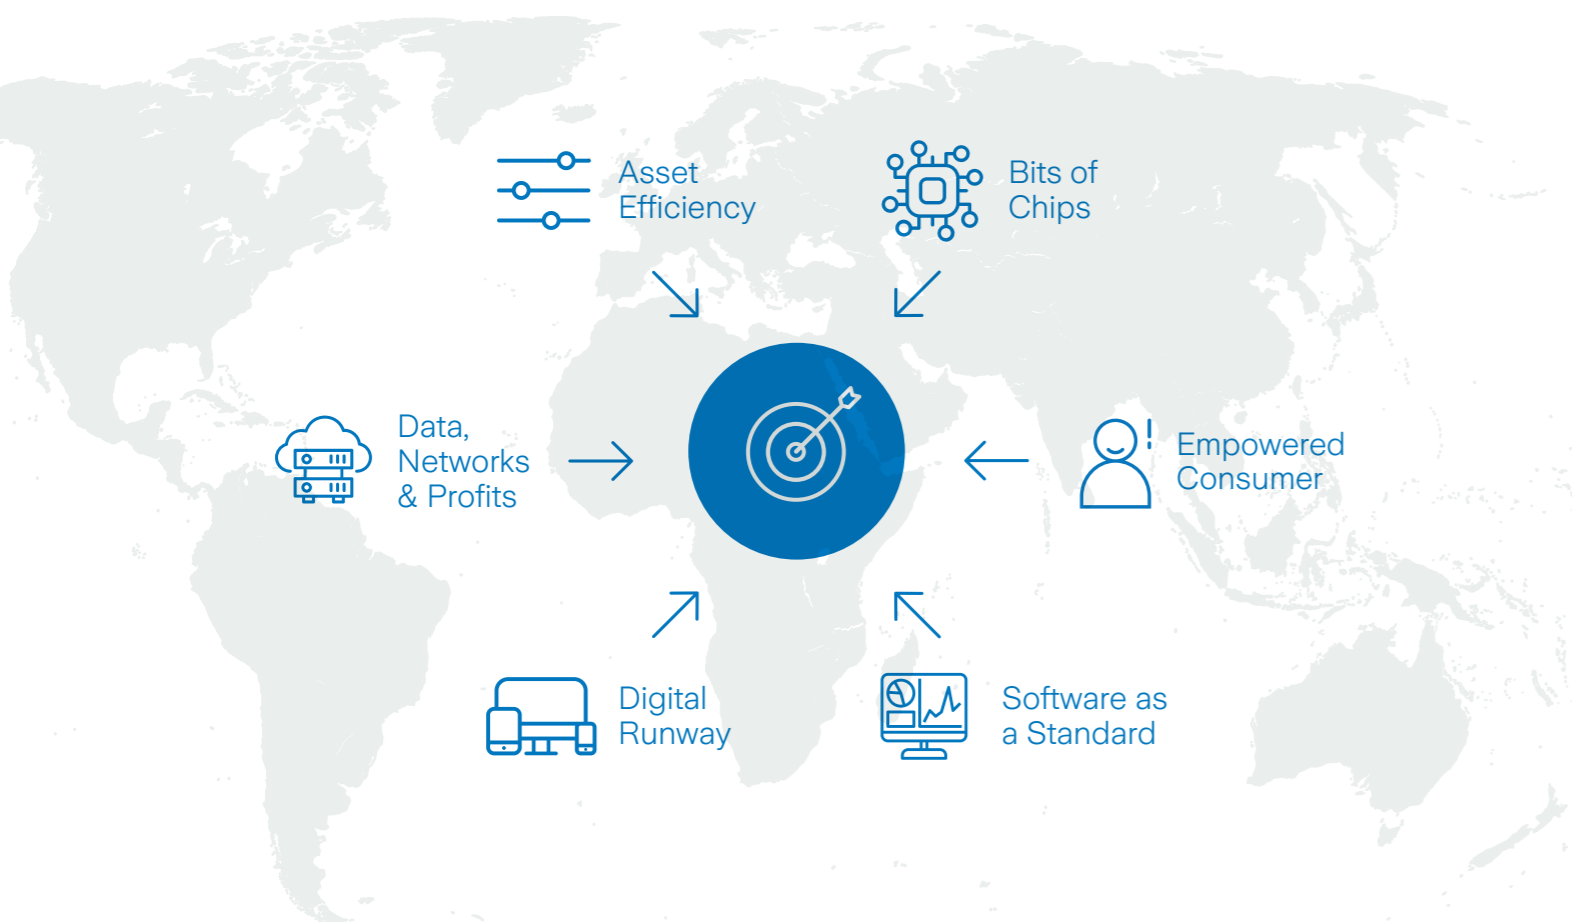 Asset
Efficiency
Bits of
Chips
Data,
Networks
& Profits
Empowered
Consumer
Digital
Runway
Software as
a Standard